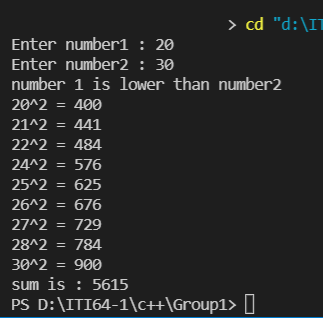 > cd "d:\IT
Enter number1 : 20
Enter number2 : 30
number 1 is lower than number2
20^2 = 400
21^2 = 441
22^2 = 484
24^2 = 576
25^2 = 625
26^2 = 676
27^2 = 729
28^2 = 784
30^2 = 900
sum is : 5615
PS D:\ITI64-1\c++\Group1>